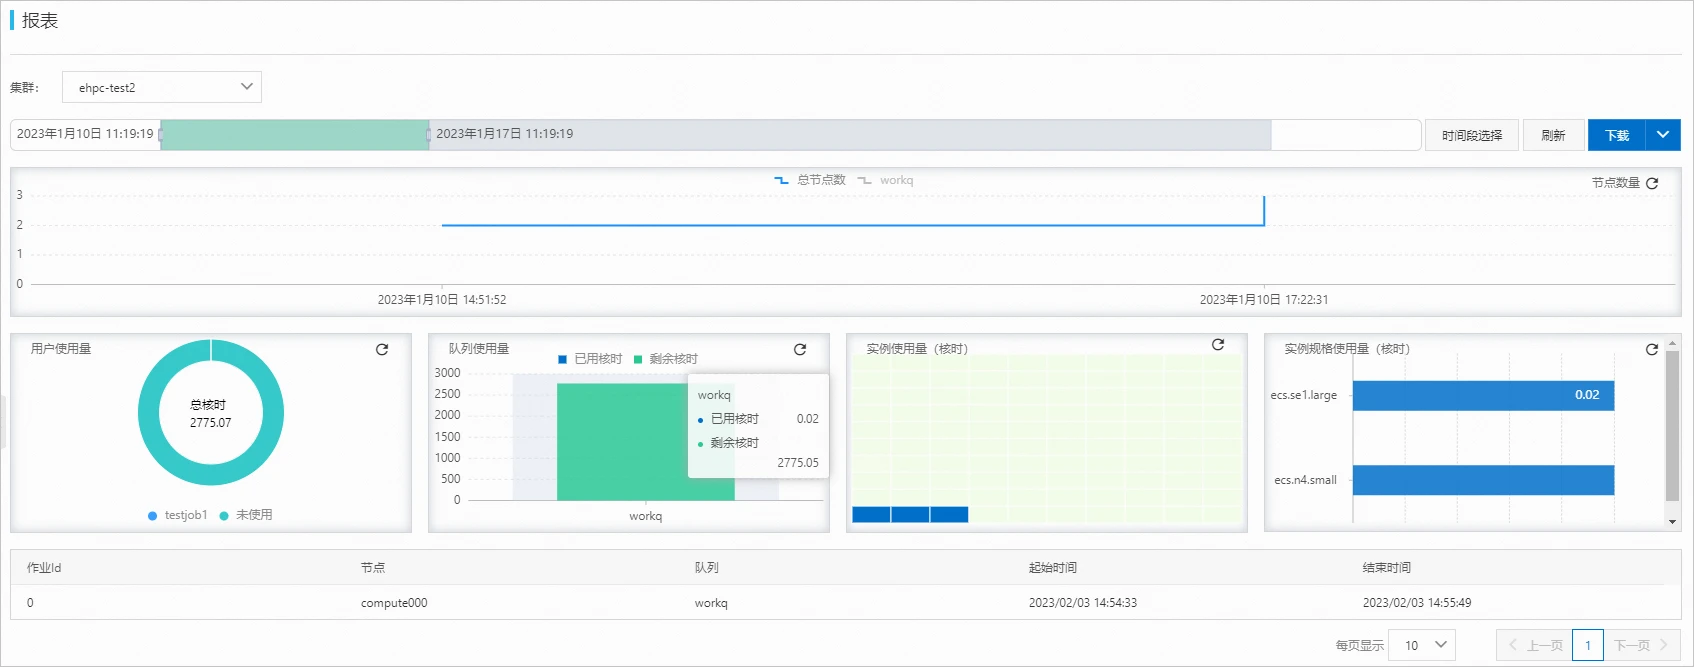 报表
集群： ehpc-test2
2023年1月10日 11:19:19 2023年1月17日 11:19:19 时间段选择 刷新 下载
总节点数 workq 节点数量
3
2
1
0
2023年1月10日 14:51:52 2023年1月10日 17:22:31
用户使用量
总核时
2775.07
testjob1 未使用
队列使用量
已用核时 剩余核时
3000
2500
2000
1500
1000
500
0
workq
workq
已用核时 0.02
剩余核时
2775.05
实例使用量（核时）
实例规格使用量（核时）
ecs.se1.large 0.02
ecs.n4.small
作业Id 节点 队列 起始时间 结束时间
0 compute000 workq 2023/02/03 14:54:33 2023/02/03 14:55:49
每页显示 10 上一页 1 下一页